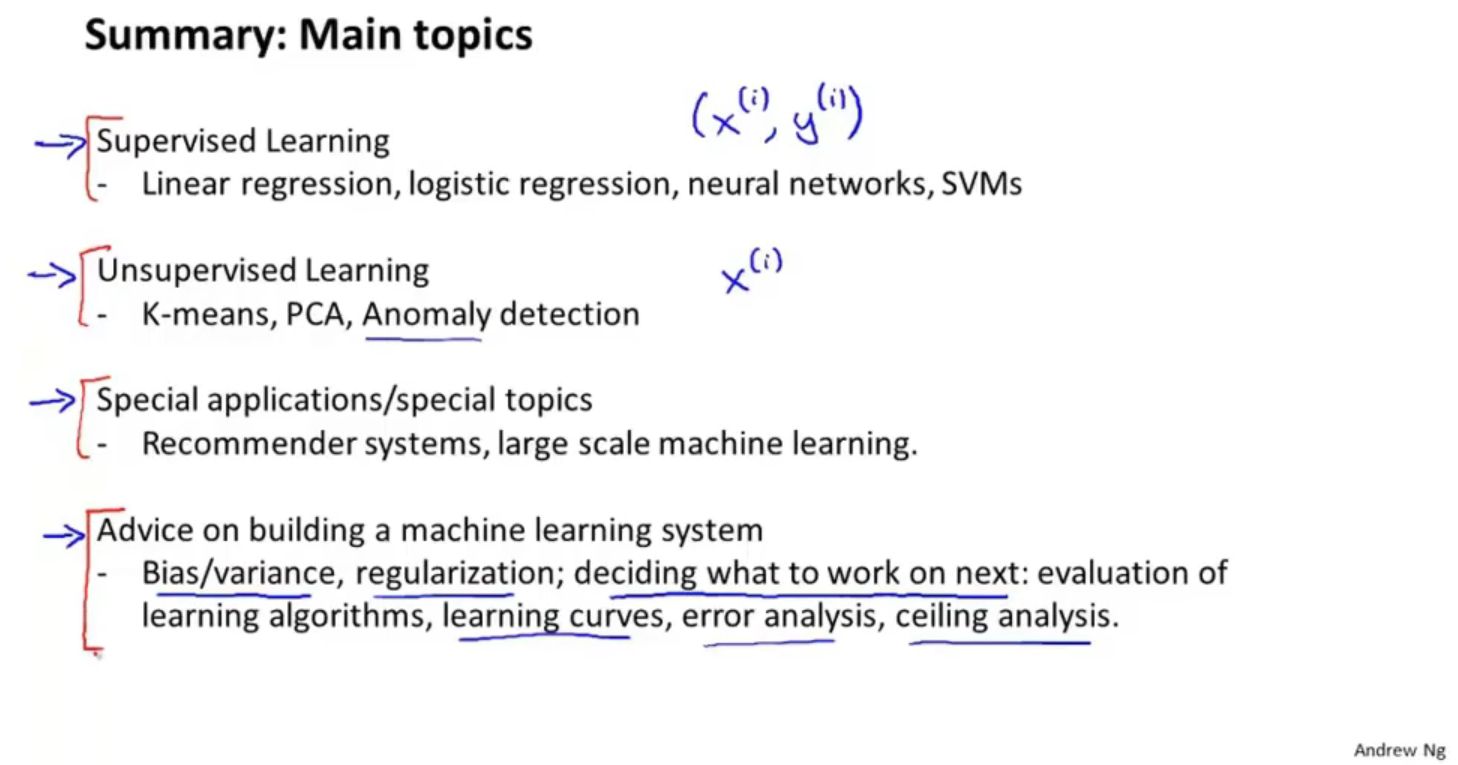 Summary: Main topics
(x^(i), y^(i))
Supervised Learning
- Linear regression, logistic regression, neural networks, SVMs
Unsupervised Learning
x^(i)
- K-means, PCA, Anomaly detection
Special applications/special topics
- Recommender systems, large scale machine learning.
Advice on building a machine learning system
- Bias/variance, regularization; deciding what to work on next: evaluation of
learning algorithms, learning curves, error analysis, ceiling analysis.
Andrew Ng